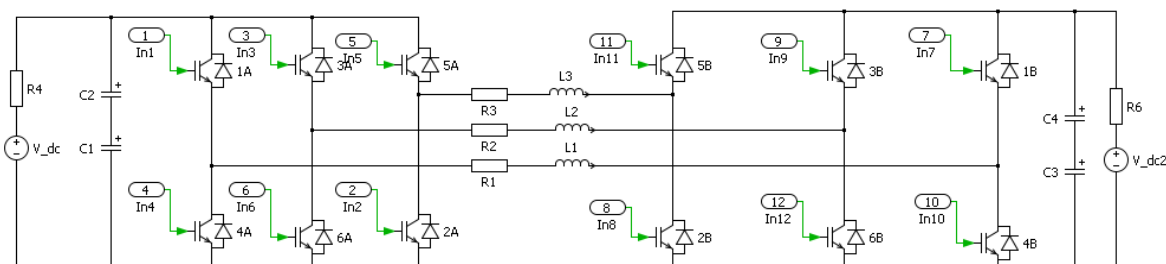 1
In1
3
In3
5
In5
11
In11
9
In9
7
In7
1A
3A
5A
5B
3B
1B
R4
C2
L3
R3
L2
R2
L1
R1
C4
R6
V_dc
C1
C3
V_dc2
4
In4
6
In6
2
In2
8
In8
12
In12
10
In10
4A
6A
2A
2B
6B
4B